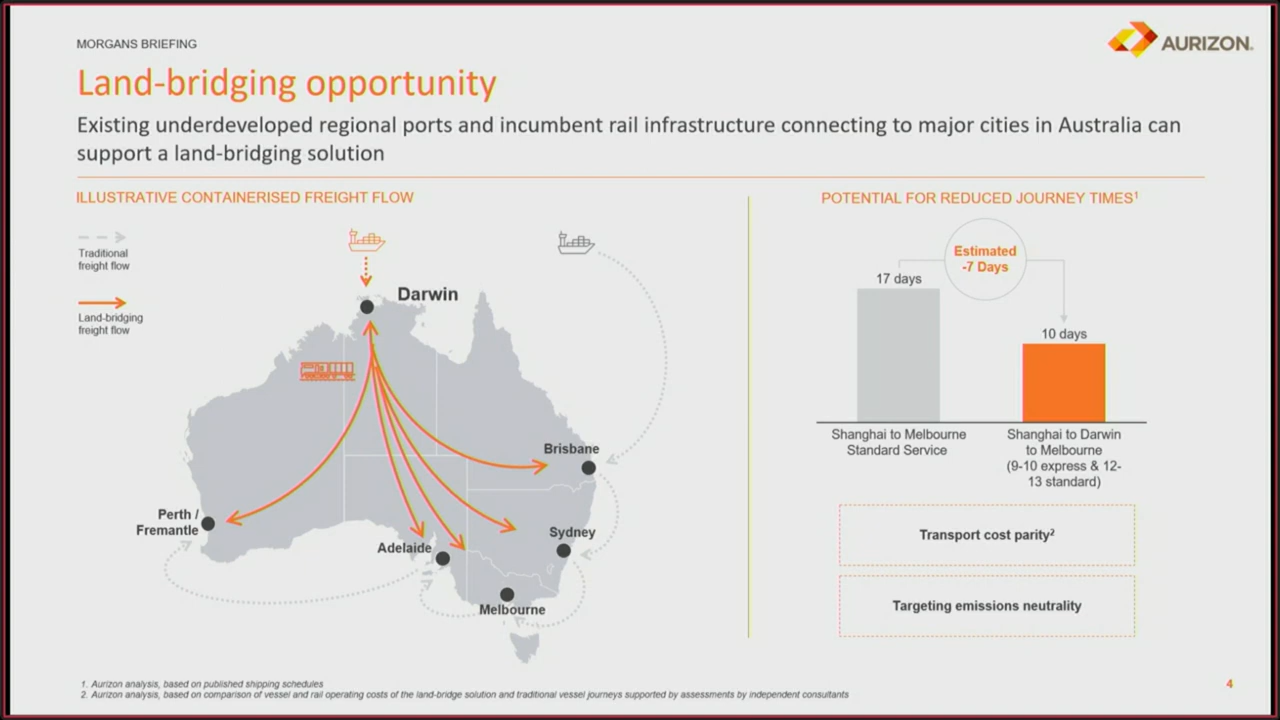 MORGANS BRIEFING
AURIZON.
Land-bridging opportunity
Existing underdeveloped regional ports and incumbent rail infrastructure connecting to major cities in Australia can
support a land-bridging solution
ILLUSTRATIVE CONTAINERISED FREIGHT FLOW
Traditional
freight flow
Land-bridging
freight flow
Darwin
Brisbane
Perth /
Fremantle
Sydney
Adelaide
Melbourne
POTENTIAL FOR REDUCED JOURNEY TIMES¹
Estimated
-7 Days
17 days
10 days
Shanghai to Melbourne
Standard Service
Shanghai to Darwin
to Melbourne
(9-10 express & 12-
13 standard)
Transport cost parity²
Targeting emissions neutrality
1. Aurizon analysis, based on published shipping schedules
2. Aurizon analysis, based on comparison of vessel and rail operating costs of the land-bridge solution and traditional vessel journeys supported by assessments by independent consultants
4